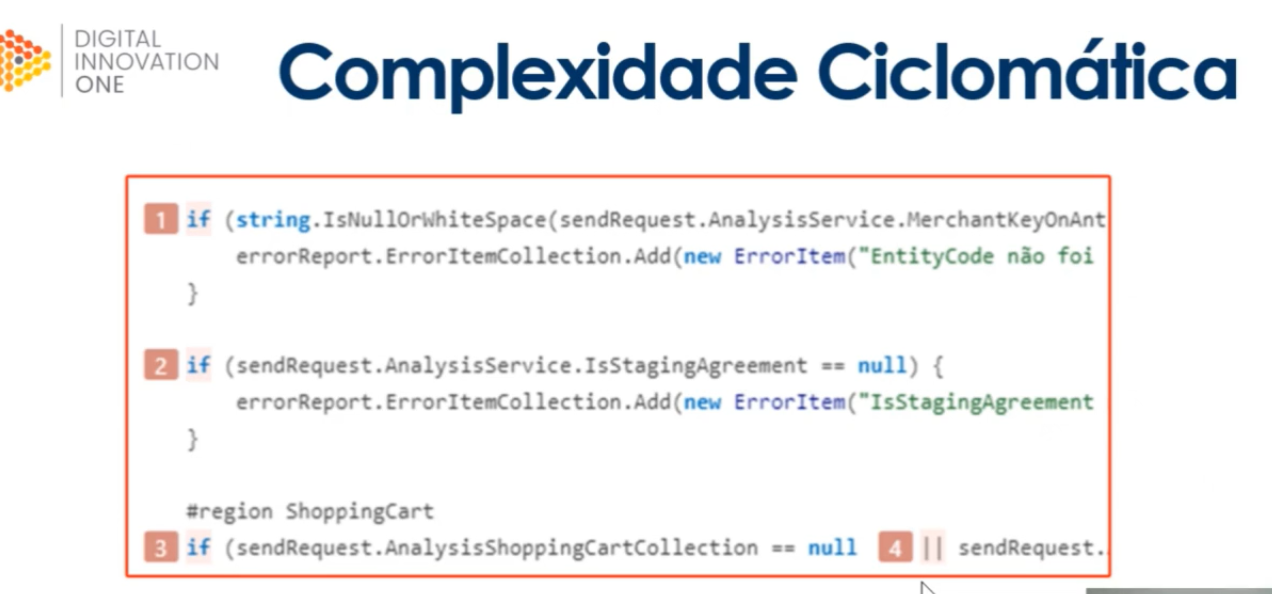 DIGITAL
INNOVATION
ONE
Complexidade Ciclomática
1 if (string.IsNullOrWhiteSpace(sendRequest.AnalysisService.MerchantKeyOnAnt
errorReport.ErrorItemCollection.Add(new ErrorItem("EntityCode não foi
}
2 if (sendRequest.AnalysisService.IsStagingAgreement == null) {
errorReport.ErrorItemCollection.Add(new ErrorItem("IsStagingAgreement
}
#region ShoppingCart
3 if (sendRequest.AnalysisShoppingCartCollection == null 4 || sendRequest.